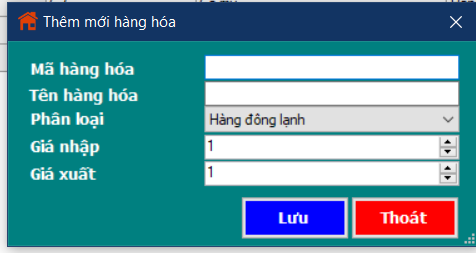 Thêm mới hàng hóa
Mã hàng hóa
Tên hàng hóa
Phân loại Hàng đông lạnh
Giá nhập 1
Giá xuất 1
Lưu Thoát